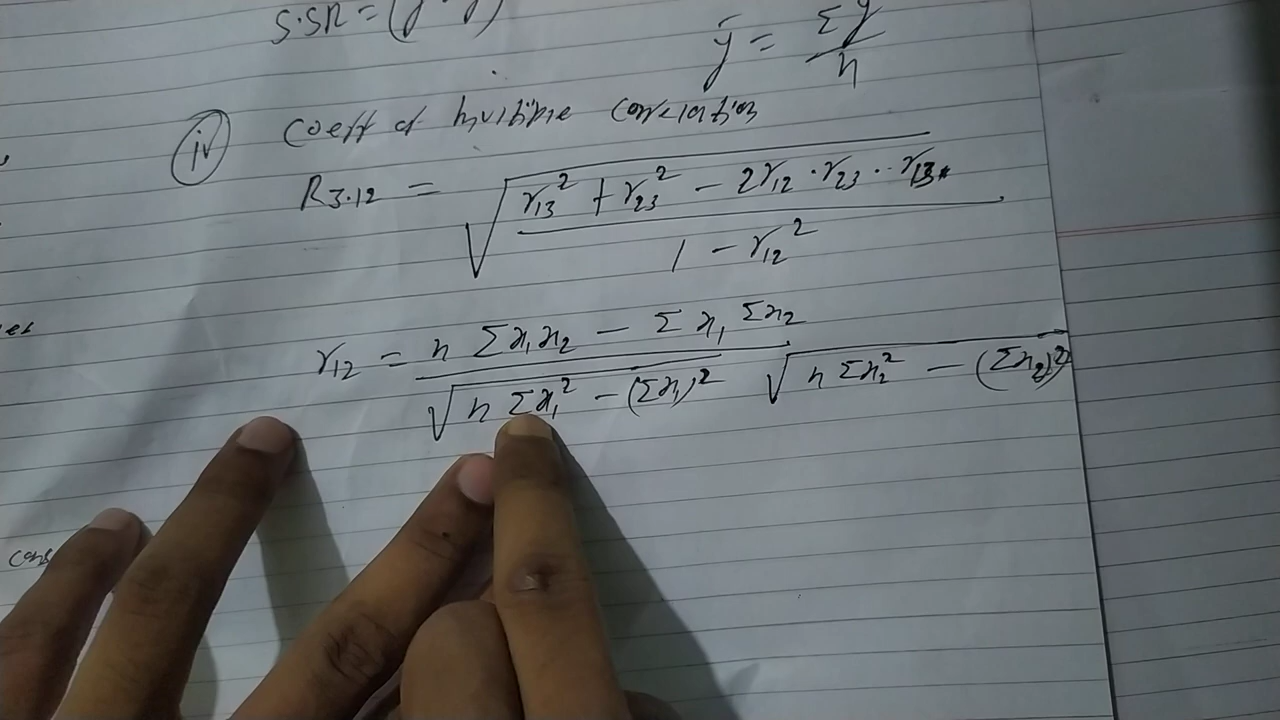 S.SR = (y - y)
ȳ = Σy / n
(iv) Coeff of multiple correlation
R3.12 = √((r13² + r23² - 2r12 · r23 · · r13) / (1 - r12²))
r12 = (n Σx1x2 - Σx1 Σx2) / (√(n Σx1² - (Σx1)²) √(n Σx2² - (Σx2)²))